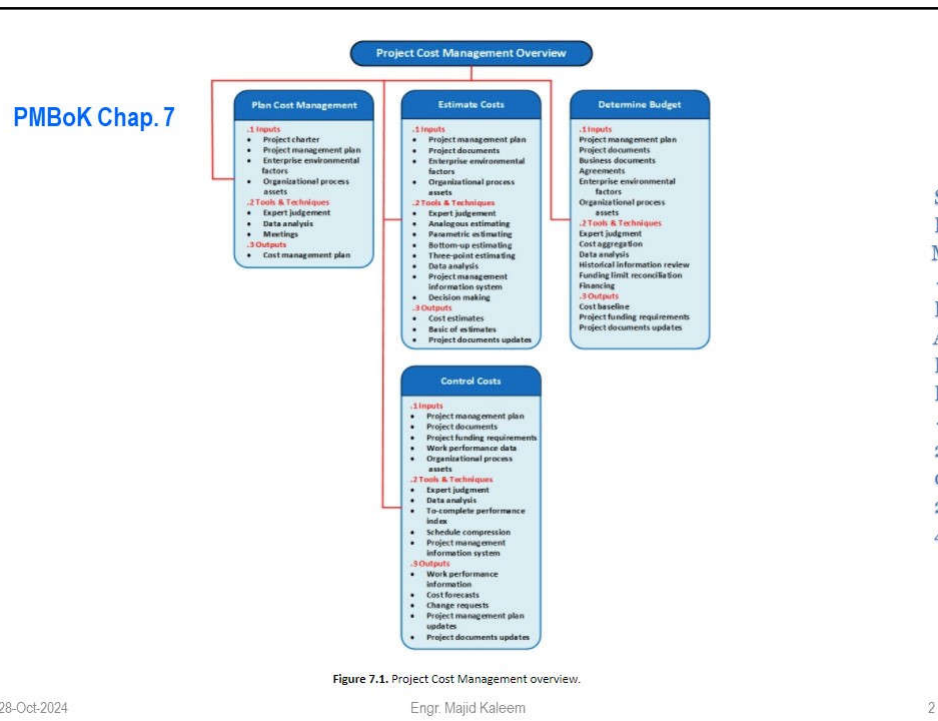 Project Cost Management Overview
PMBoK Chap. 7
Plan Cost Management
.1 Inputs
• Project charter
• Project management plan
• Enterprise environmental
factors
• Organizational process
assets
.2 Tools & Techniques
• Expert judgement
• Data analysis
• Meetings
.3 Outputs
• Cost management plan
Estimate Costs
.1 Inputs
• Project management plan
• Project documents
• Enterprise environmental
factors
• Organizational process
assets
.2 Tools & Techniques
• Expert judgement
• Analogous estimating
• Parametric estimating
• Bottom-up estimating
• Three-point estimating
• Data analysis
• Project management
information system
• Decision making
.3 Outputs
• Cost estimates
• Basic of estimates
• Project documents updates
Determine Budget
.1 Inputs
Project management plan
Project documents
Business documents
Agreements
Enterprise environmental
factors
Organizational process
assets
.2 Tools & Techniques
Expert judgment
Cost aggregation
Data analysis
Historical information review
Funding limit reconciliation
Financing
.3 Outputs
Cost baseline
Project funding requirements
Project documents updates
Control Costs
.1 Inputs
• Project management plan
• Project documents
• Project funding requirements
• Work performance data
• Organizational process
assets
.2 Tools & Techniques
• Expert judgment
• Data analysis
• To-complete performance
index
• Schedule compression
• Project management
information system
.3 Outputs
• Work performance
information
• Cost forecasts
• Change requests
• Project management plan
updates
• Project documents updates
Figure 7.1. Project Cost Management overview.
28-Oct-2024
Engr. Majid Kaleem
2